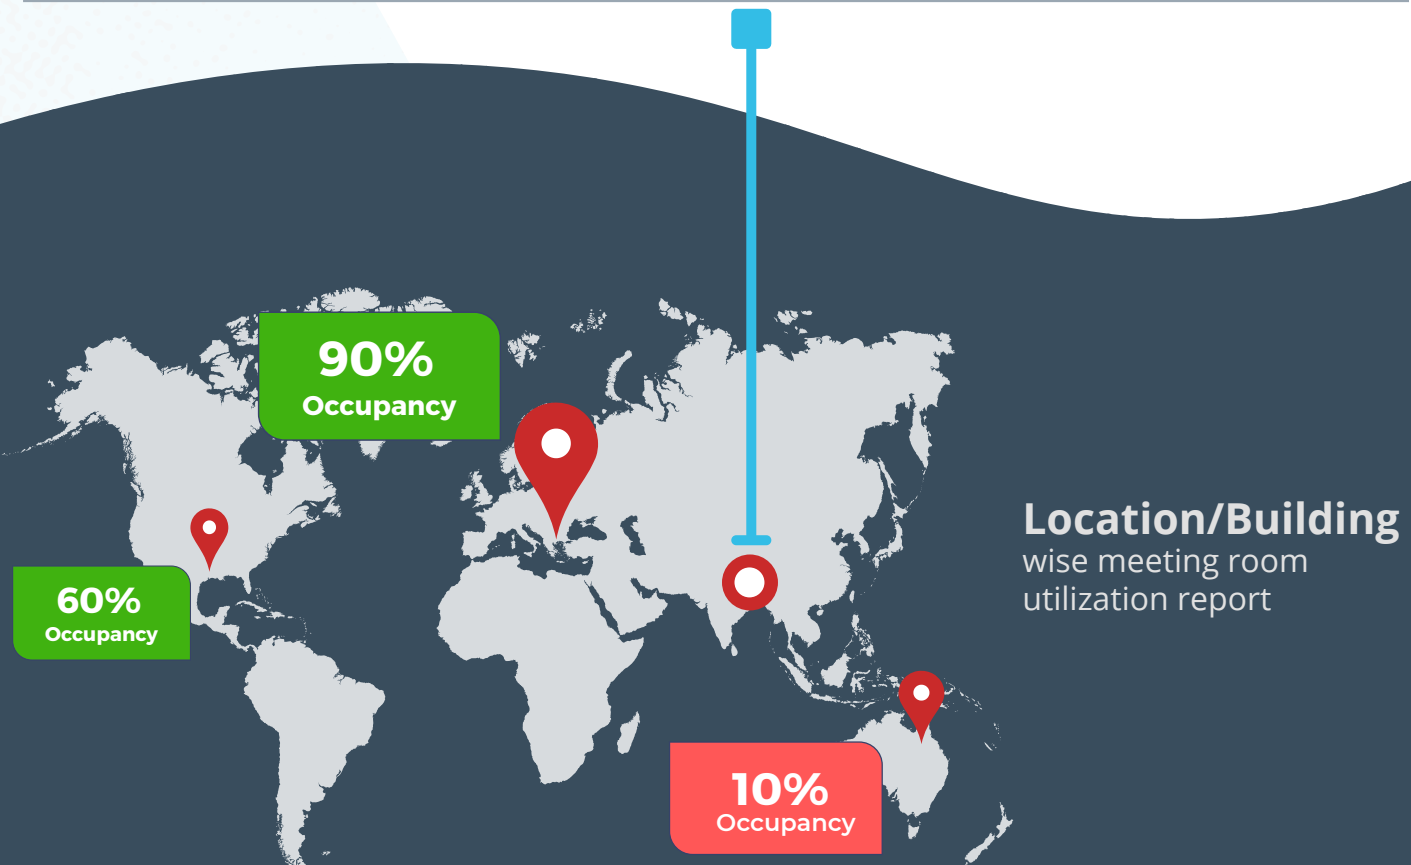 90%
Occupancy
60%
Occupancy
Location/Building
wise meeting room
utilization report
10%
Occupancy